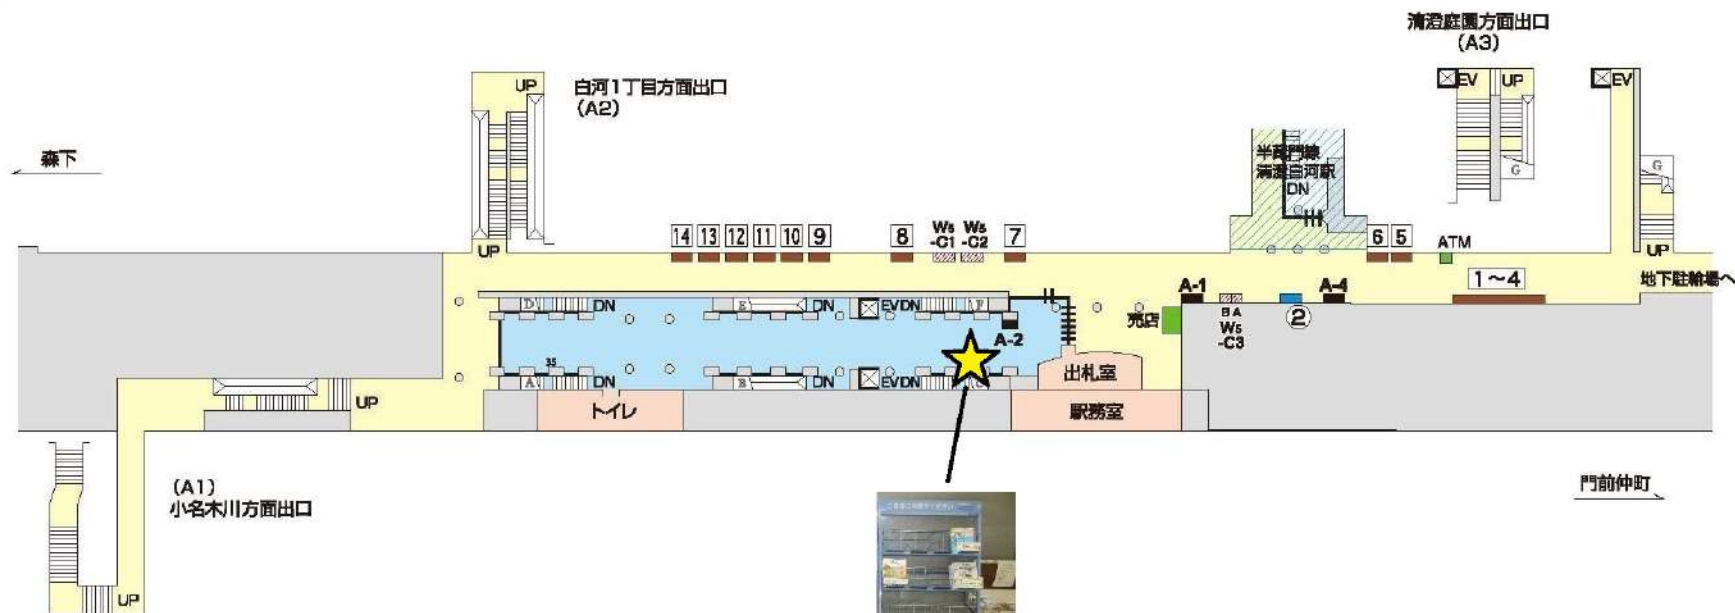 清澄庭園方面出口
(A3)
EV UP
EV
UP
白河1丁目方面出口
(A2)
森下
半蔵門線
清澄白河駅
DN
G
G
UP
14 13 12 11 10 9
8
Ws
-C1
Ws
-C2
7
6 5
ATM
UP
地下駐輪場へ
1~4
D DN E DN EV DN F
A-1
A-4
売店
B A
Ws
-C3
②
A-2
35
出札室
A DN B DN EV DN C
UP
トイレ
駅務室
(A1)
小名木川方面出口
門前仲町
UP